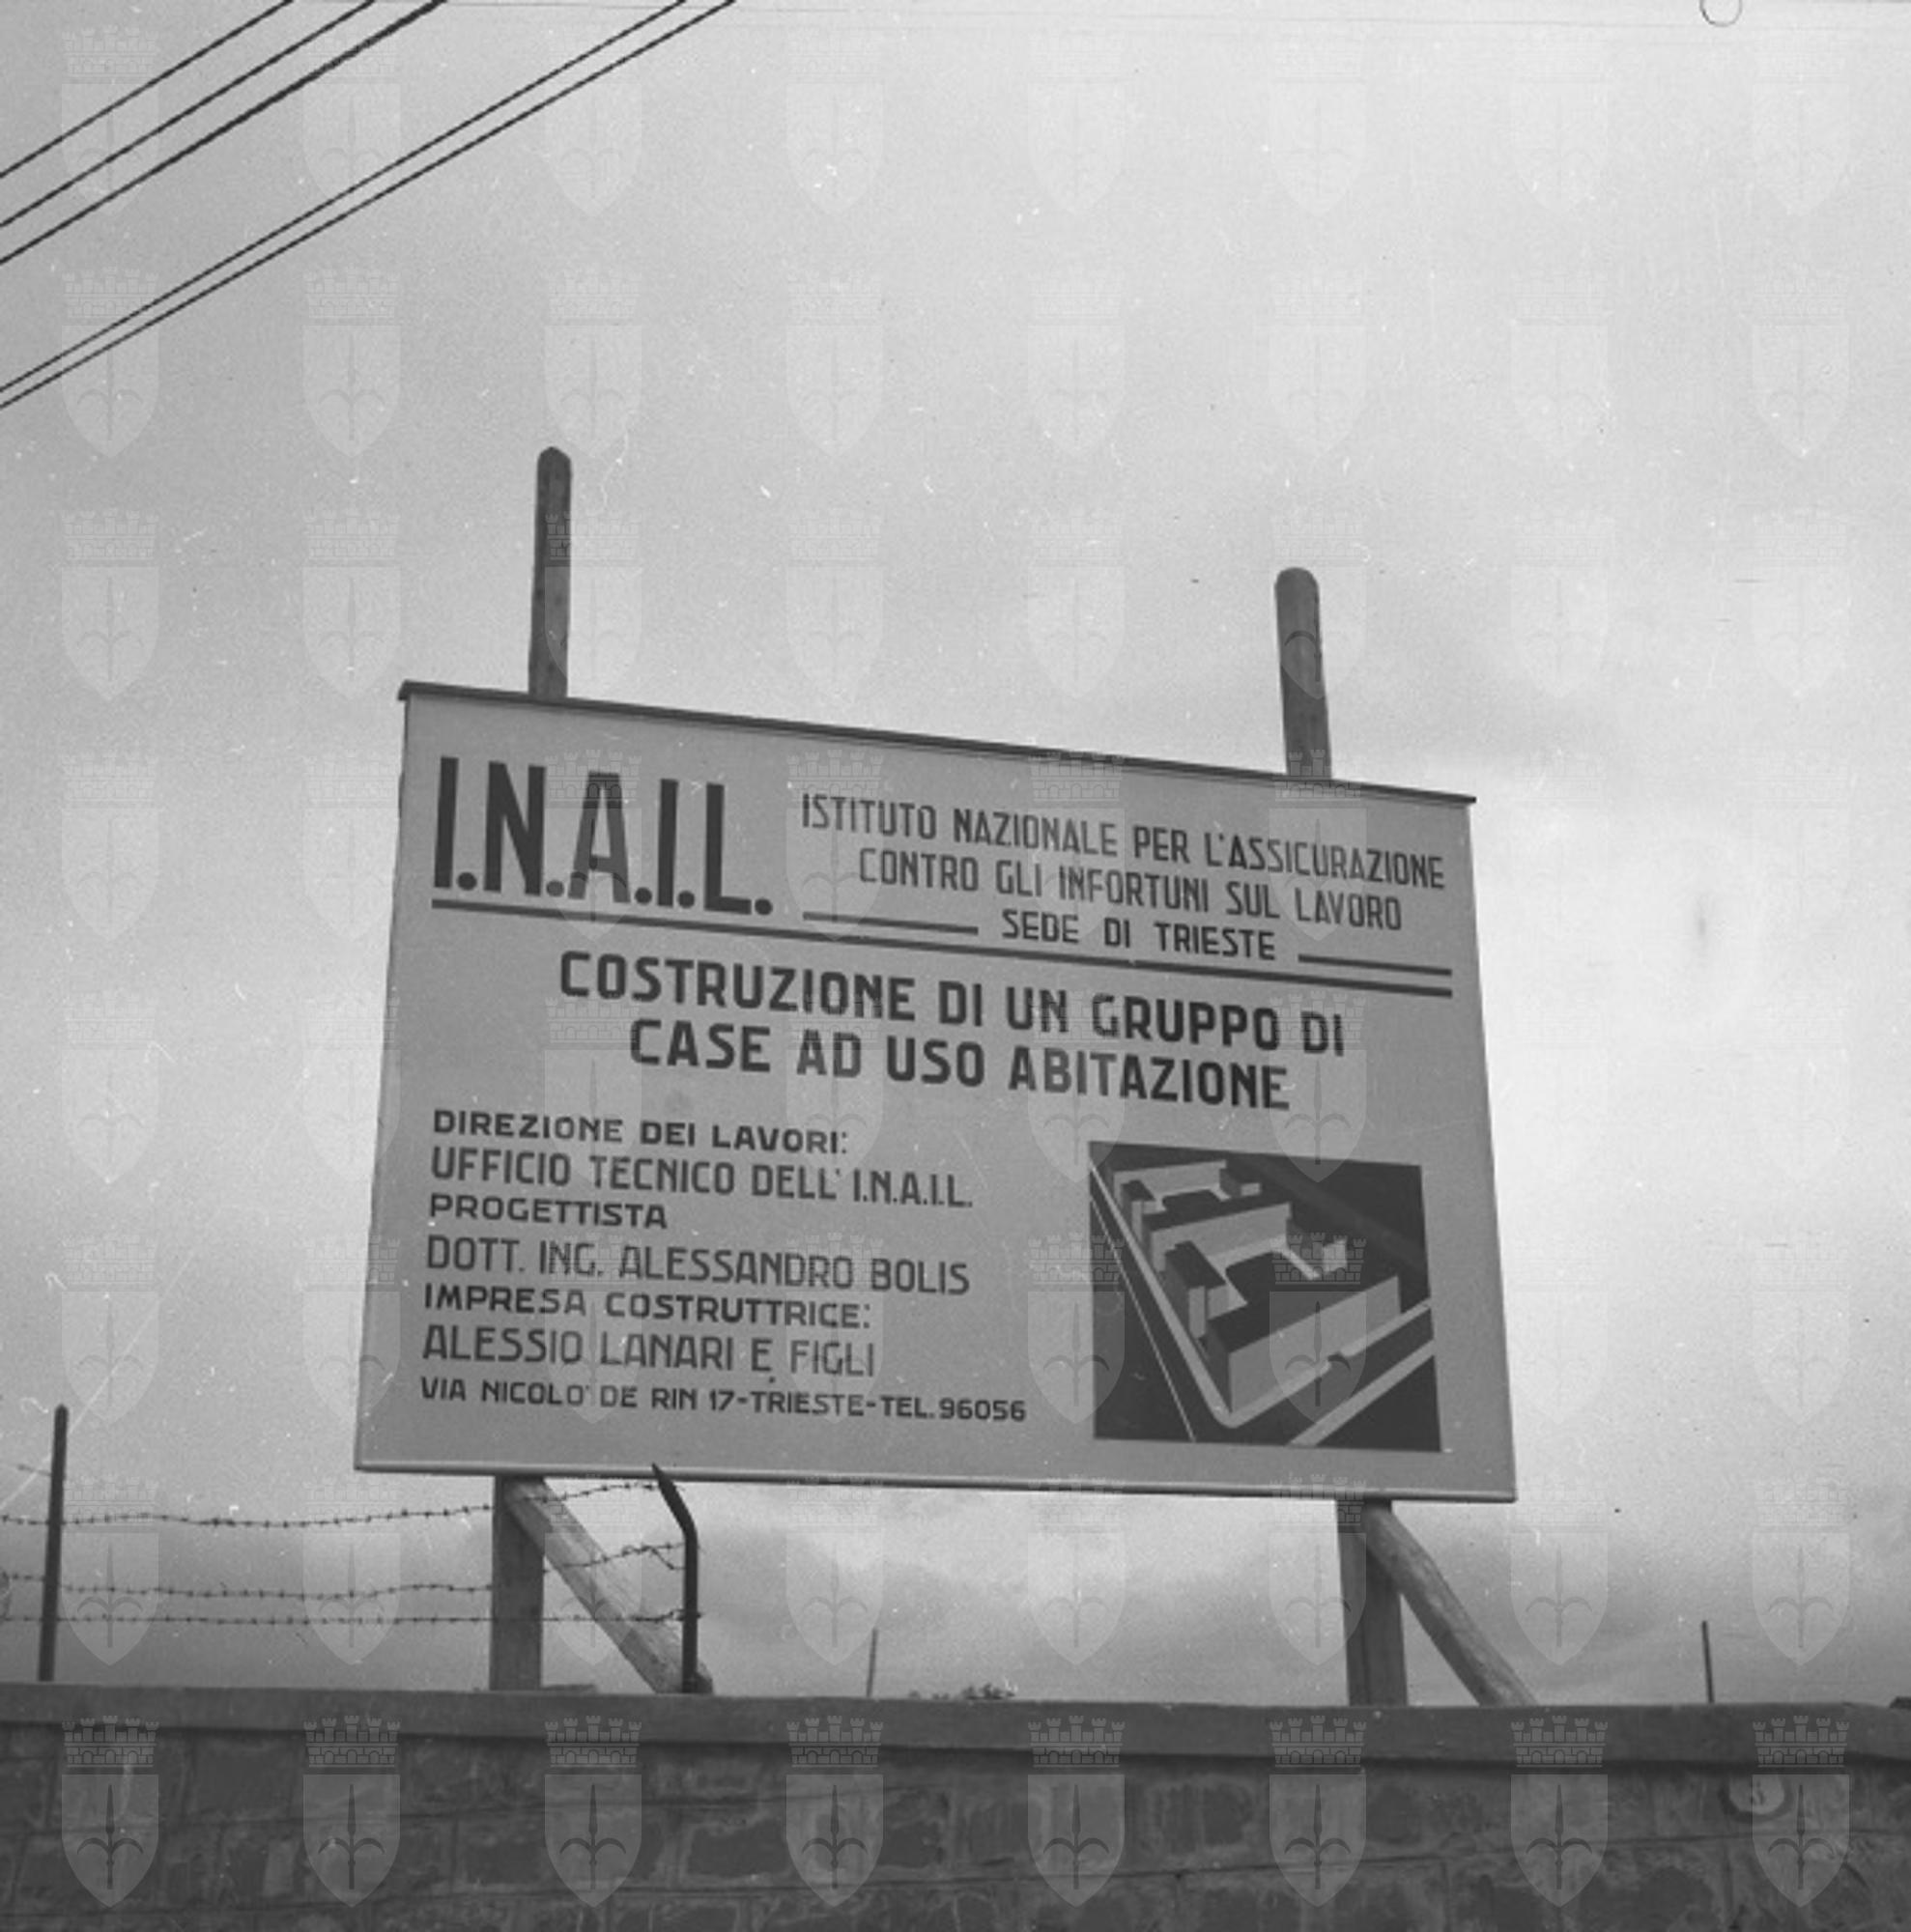 I.N.A.I.L.
ISTITUTO NAZIONALE PER L'ASSICURAZIONE
CONTRO GLI INFORTUNI SUL LAVORO
SEDE DI TRIESTE
COSTRUZIONE DI UN GRUPPO DI
CASE AD USO ABITAZIONE
DIREZIONE DEI LAVORI:
UFFICIO TECNICO DELL' I.N.A.I.L.
PROGETTISTA
DOTT. ING. ALESSANDRO BOLIS
IMPRESA COSTRUTTRICE:
ALESSIO LANARI E FIGLI
VIA NICOLO' DE RIN 17-TRIESTE-TEL. 96056